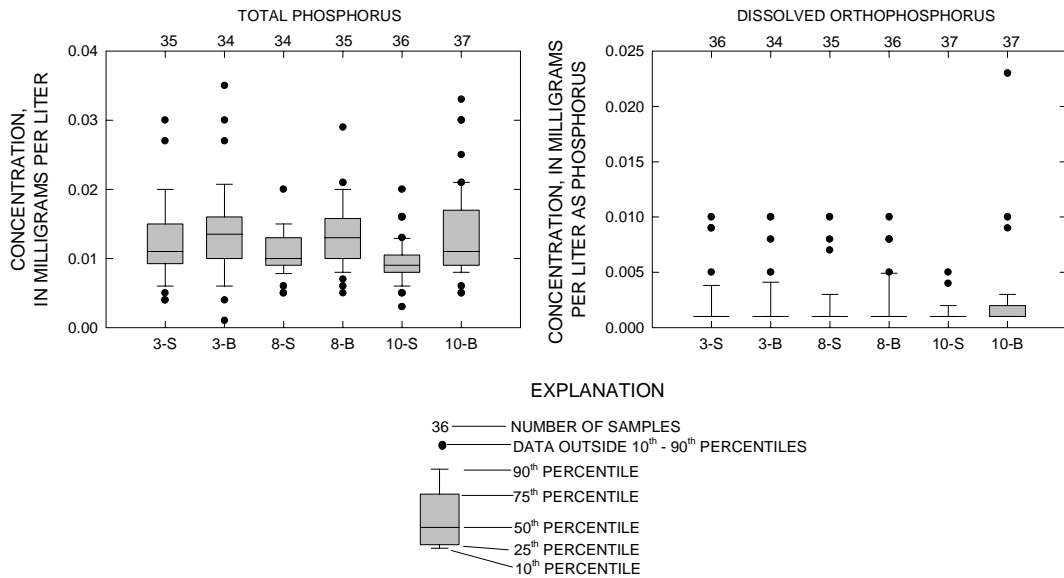 TOTAL PHOSPHORUS
35 34 34 35 36 37
CONCENTRATION,
IN MILLIGRAMS PER LITER
0.04
0.03
0.02
0.01
0.00
3-S 3-B 8-S 8-B 10-S 10-B
DISSOLVED ORTHOPHOSPHORUS
36 34 35 36 37 37
CONCENTRATION, IN MILLIGRAMS
PER LITER AS PHOSPHORUS
0.025
0.020
0.015
0.010
0.005
0.000
3-S 3-B 8-S 8-B 10-S 10-B
EXPLANATION
36 NUMBER OF SAMPLES
DATA OUTSIDE 10th - 90th PERCENTILES
90th PERCENTILE
75th PERCENTILE
50th PERCENTILE
25th PERCENTILE
10th PERCENTILE